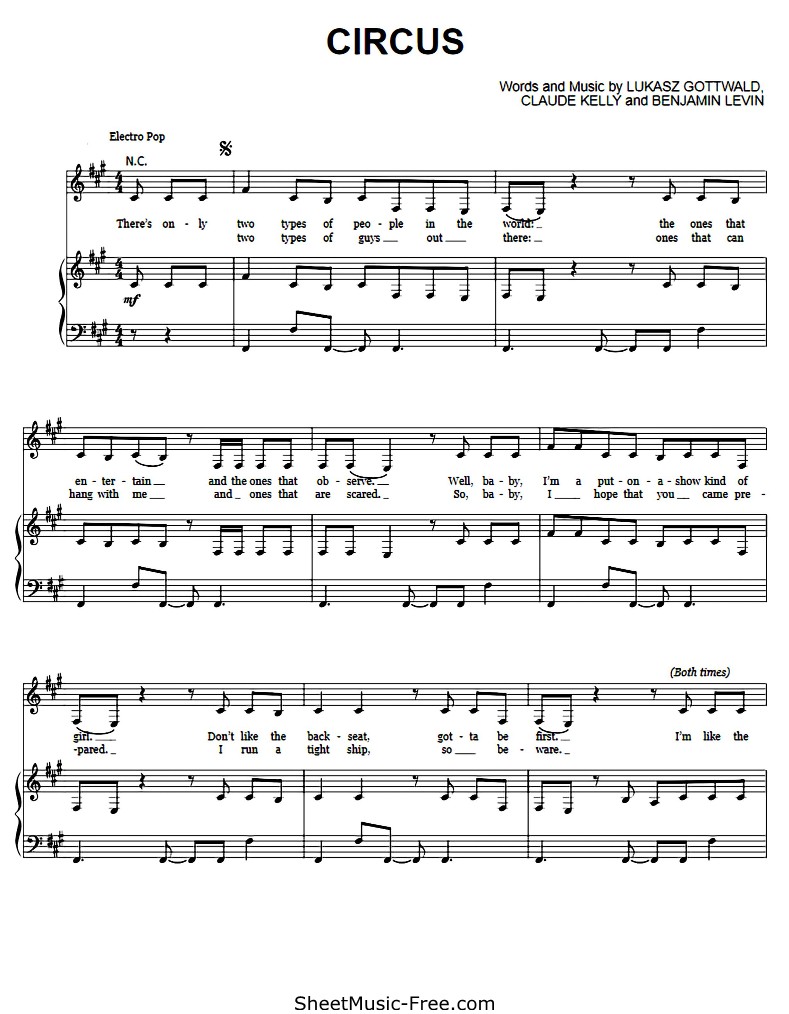 CIRCUS
Words and Music by LUKASZ GOTTWALD,
CLAUDE KELLY and BENJAMIN LEVIN
Electro Pop
N.C.
There's on - ly two types of peo - ple in the world: the ones that
two types of guys out there: ones that can
mf
en - ter - tain and the ones that ob - serve. Well, ba - by, I'm a put - on - a - show kind of
hang with me and ones that are scared. So, ba - by, I hope that you came pre -
(Both times)
girl. Don't like the back - seat, got - ta be first. I'm like the
-pared. I run a tight ship, so be - ware.
SheetMusic-Free.com